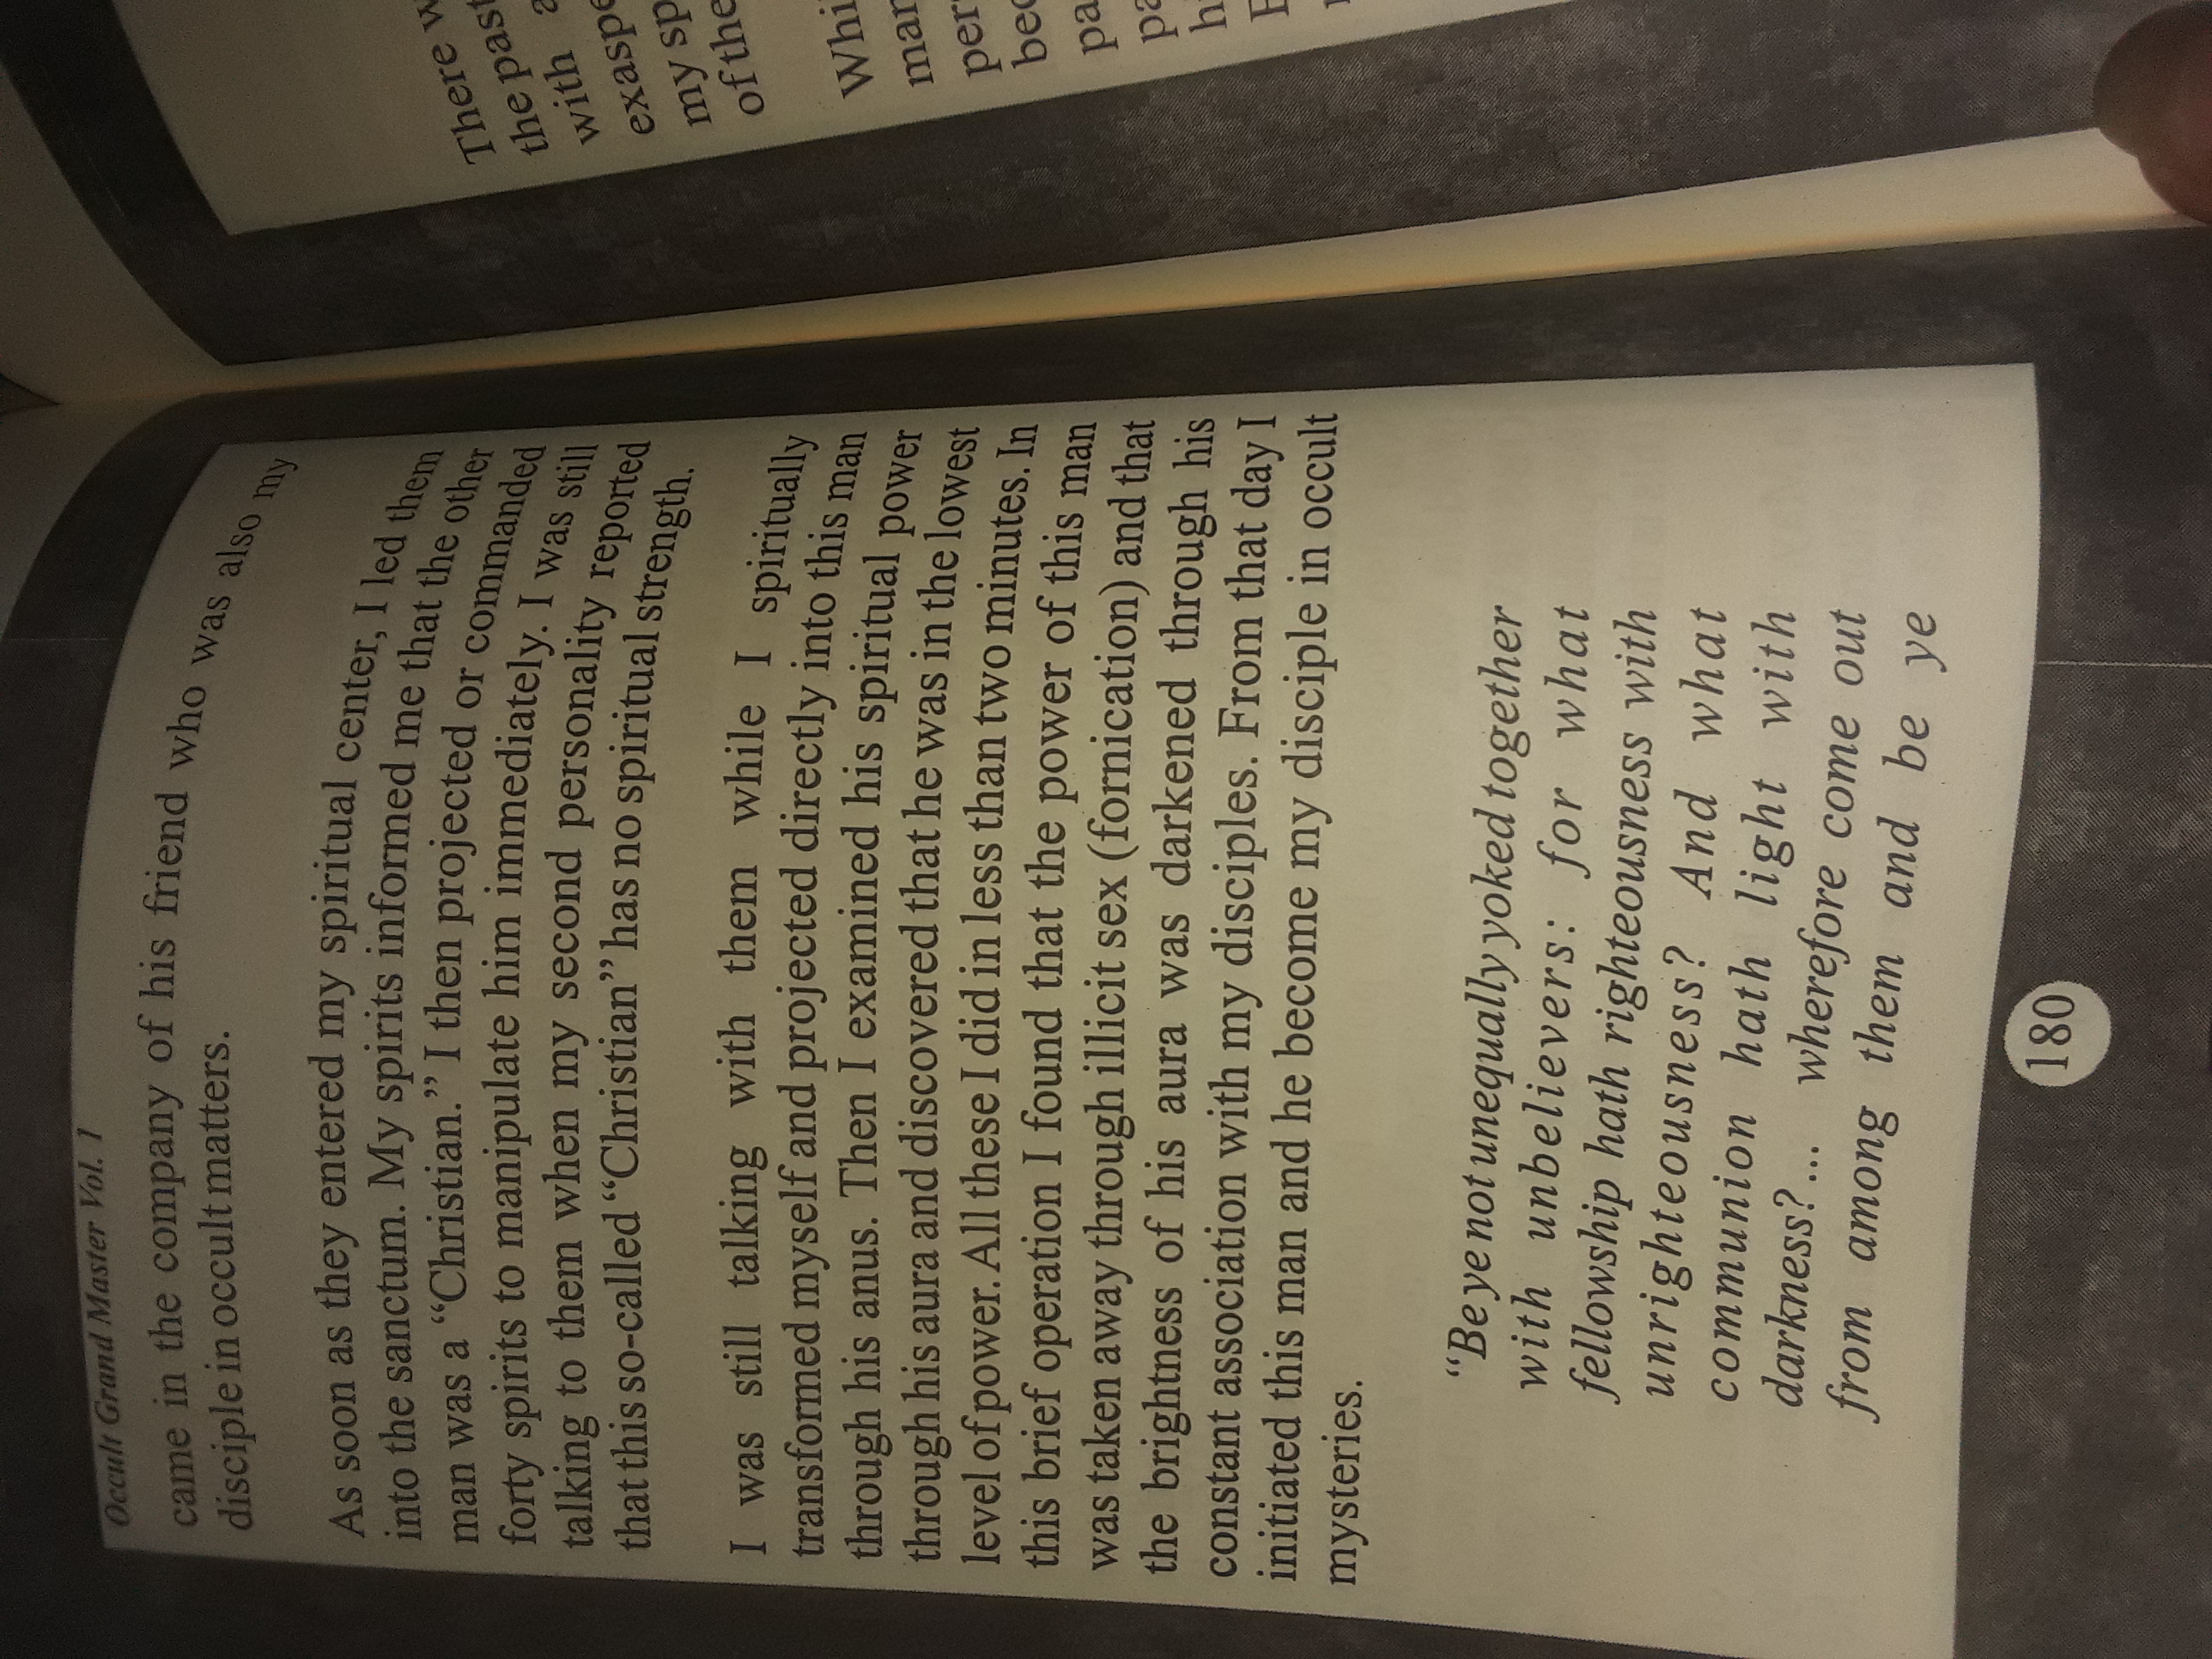 Occult Grand Master Vol. 1
came in the company of his friend who was also my
disciple in occult matters.
As soon as they entered my spiritual center, I led them
into the sanctum. My spirits informed me that the other
man was a “Christian.” I then projected or commanded
forty spirits to manipulate him immediately. I was still
talking to them when my second personality reported
that this so-called “Christian” has no spiritual strength.
I was still talking with them while I spiritually
transformed myself and projected directly into this man
through his anus. Then I examined his spiritual power
through his aura and discovered that he was in the lowest
level of power. All these I did in less than two minutes. In
this brief operation I found that the power of this man
was taken away through illicit sex (fornication) and that
the brightness of his aura was darkened through his
constant association with my disciples. From that day I
initiated this man and he become my disciple in occult
mysteries.
“Be ye not unequally yoked together
with unbelievers: for what
fellowship hath righteousness with
unrighteousness? And what
communion hath light with
darkness?... wherefore come out
from among them and be ye
180
There
the past
with
my
of the